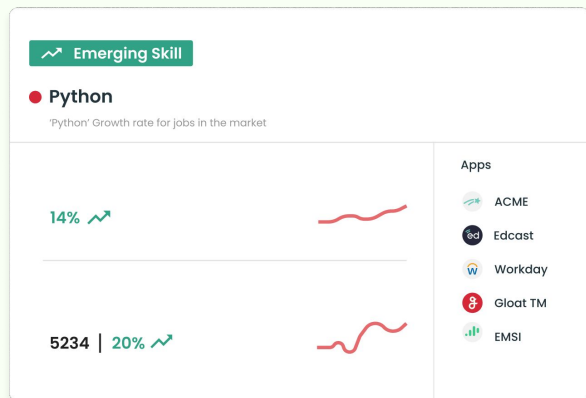 Emerging Skill
Python
‘Python’ Growth rate for jobs in the market
14%
5234 | 20%
Apps
ACME
Edcast
Workday
Gloat TM
EMSI